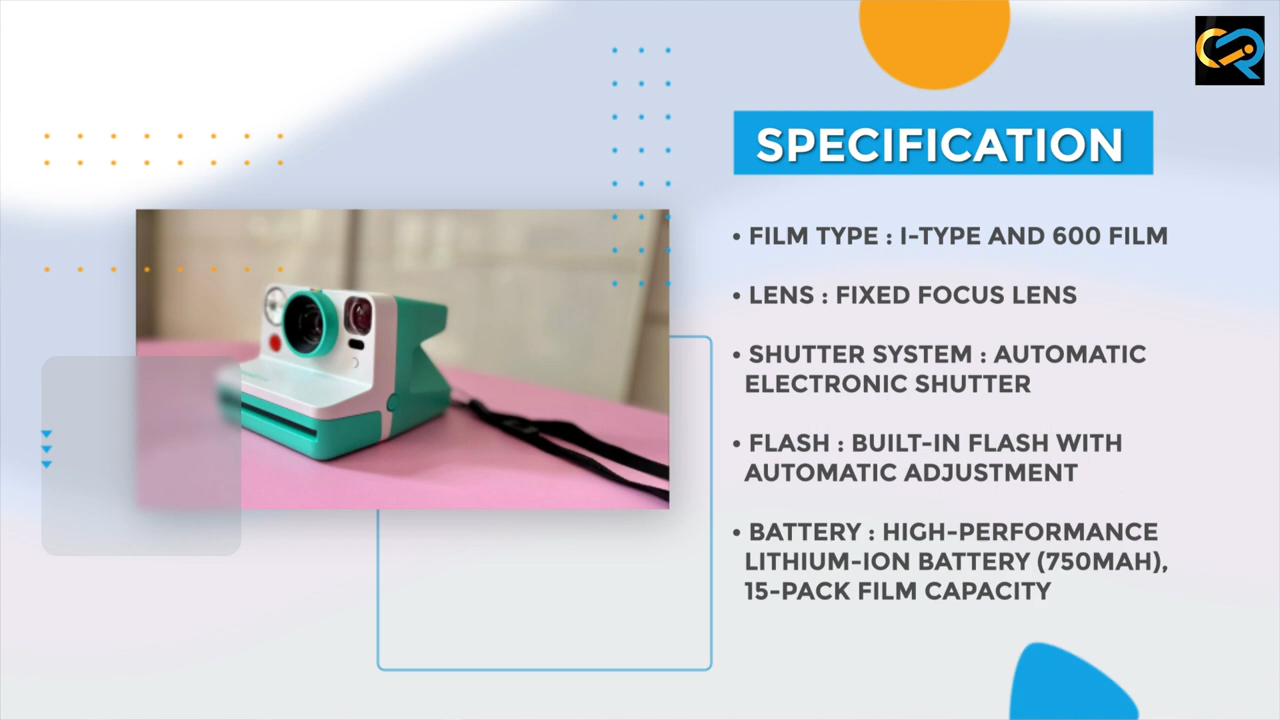 SPECIFICATION
• FILM TYPE : I-TYPE AND 600 FILM
• LENS : FIXED FOCUS LENS
• SHUTTER SYSTEM : AUTOMATIC
ELECTRONIC SHUTTER
• FLASH : BUILT-IN FLASH WITH
AUTOMATIC ADJUSTMENT
• BATTERY : HIGH-PERFORMANCE
LITHIUM-ION BATTERY (750MAH),
15-PACK FILM CAPACITY